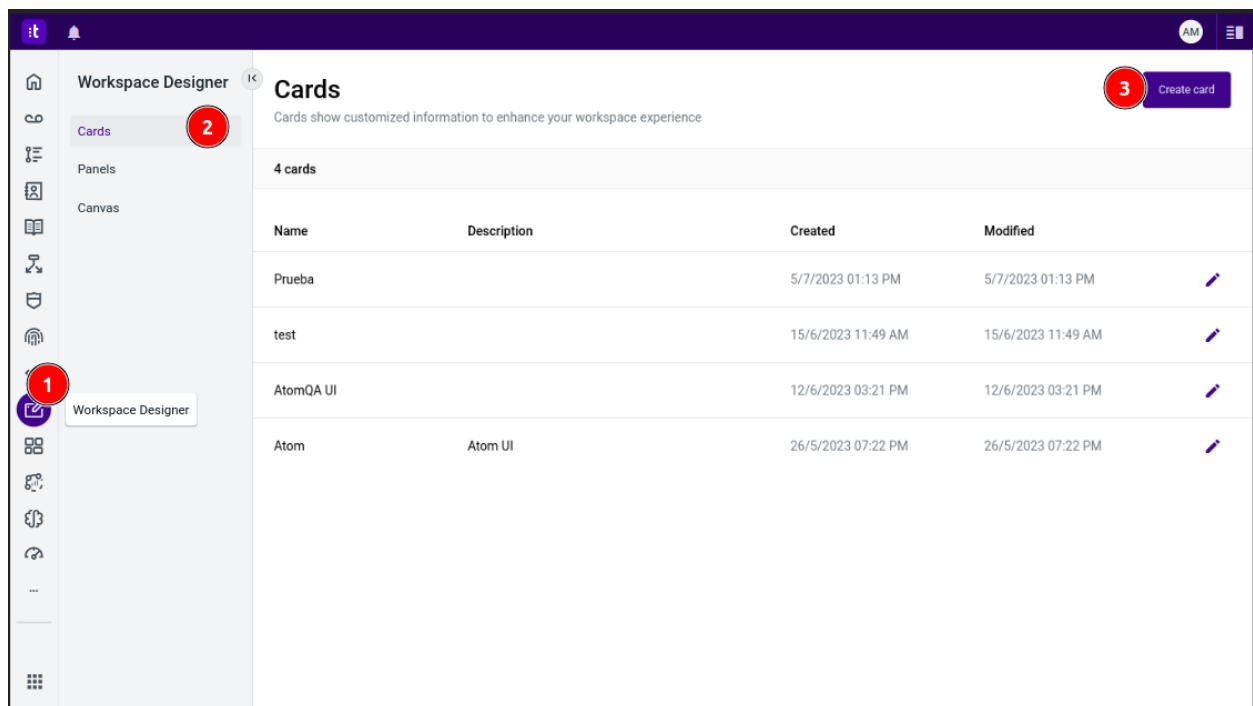 :t
AM
Workspace Designer
Cards
2
Panels
Canvas
1
Workspace Designer
Cards
Cards show customized information to enhance your workspace experience
3
Create card
4 cards
Name Description Created Modified
Prueba 5/7/2023 01:13 PM 5/7/2023 01:13 PM
test 15/6/2023 11:49 AM 15/6/2023 11:49 AM
AtomQA UI 12/6/2023 03:21 PM 12/6/2023 03:21 PM
Atom Atom UI 26/5/2023 07:22 PM 26/5/2023 07:22 PM
...